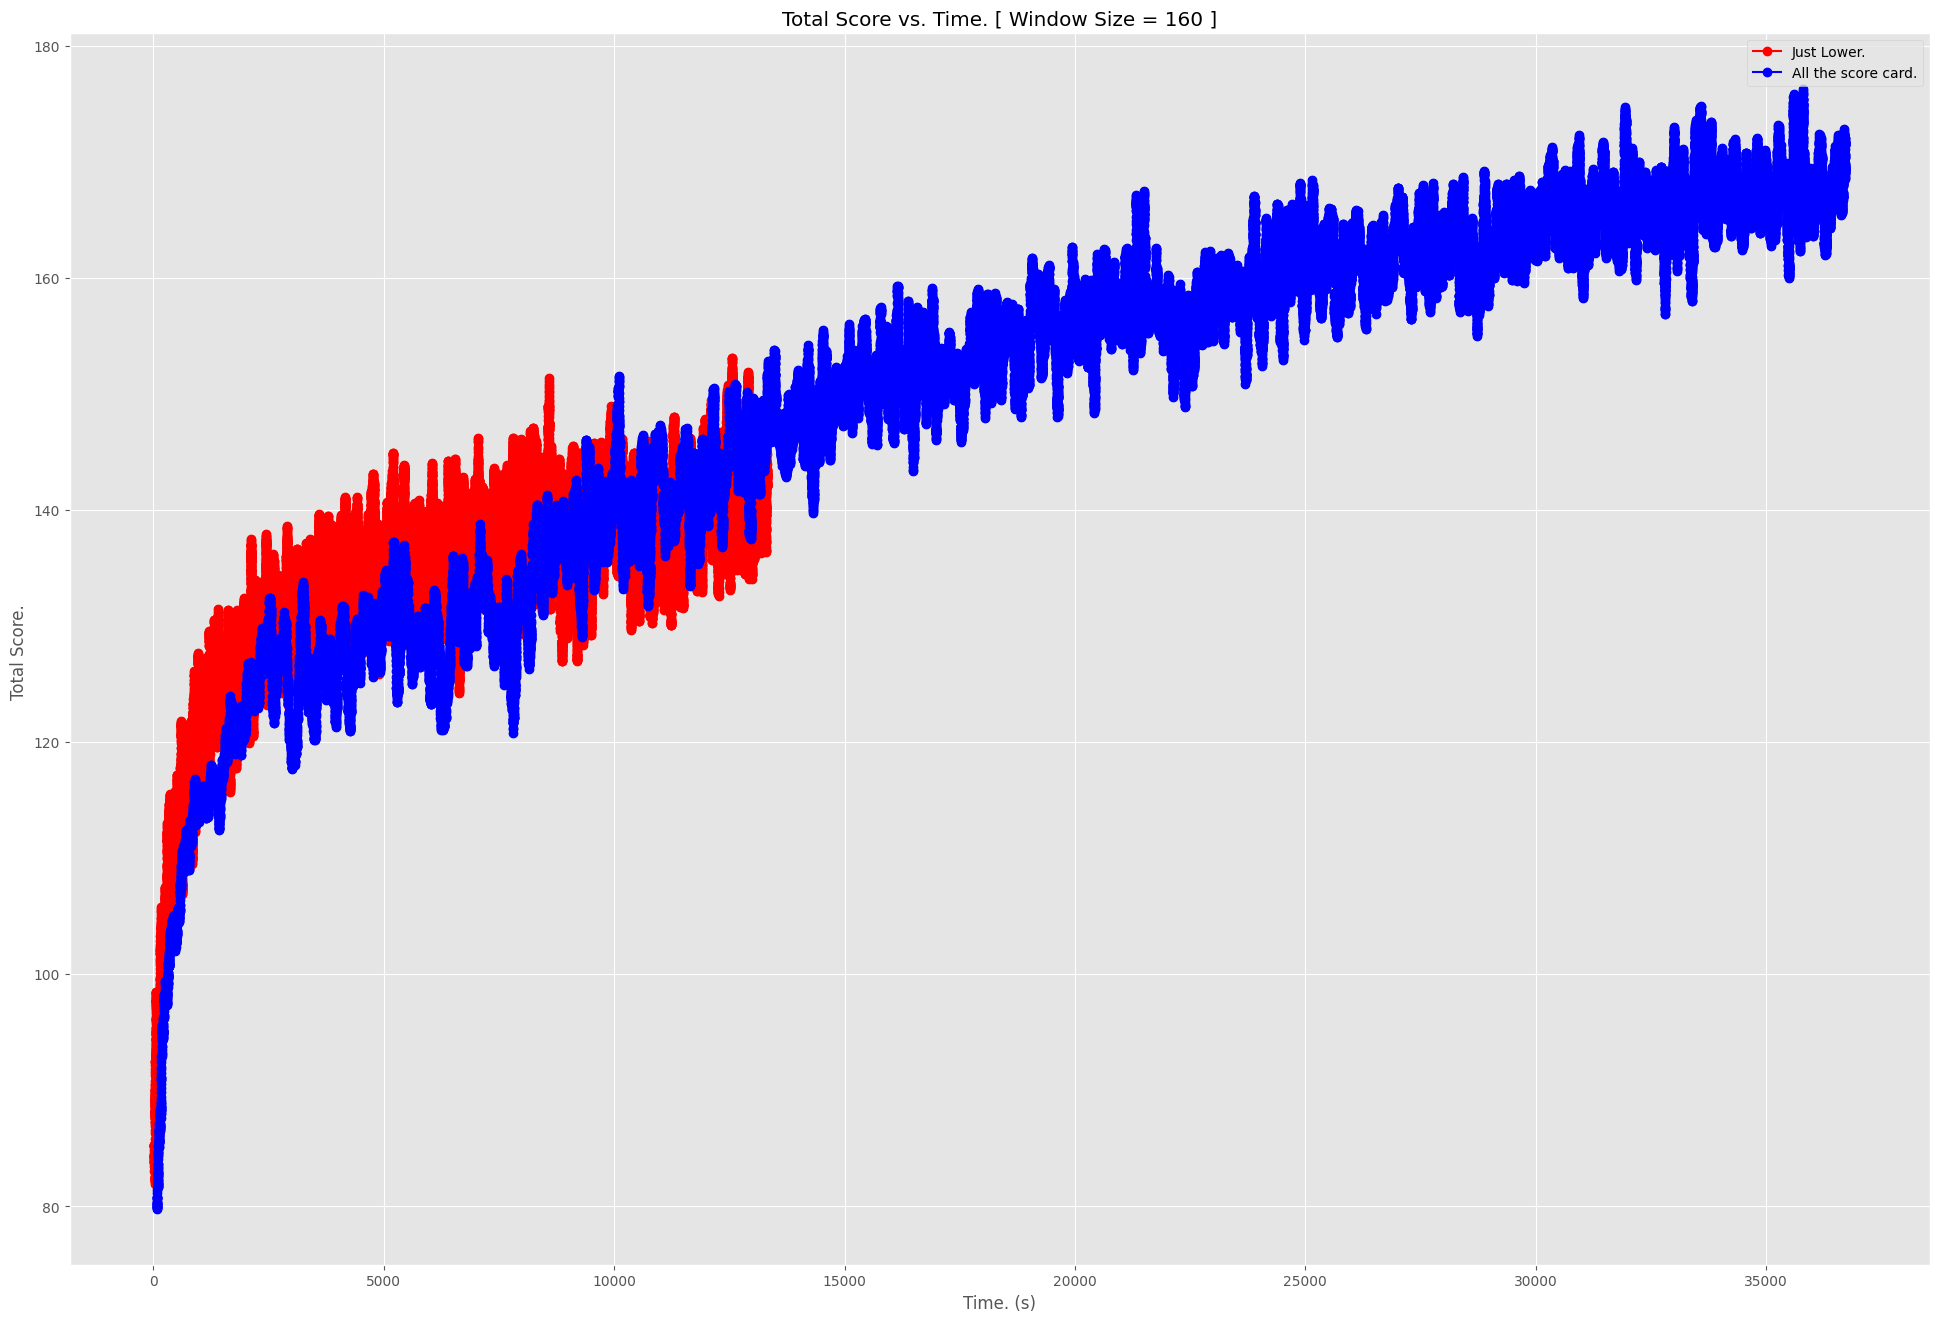 Total Score vs. Time. [ Window Size = 160 ]
Just Lower.
All the score card.
Total Score.
180
160
140
120
100
80
0
5000
10000
15000
20000
25000
30000
35000
Time. (s)